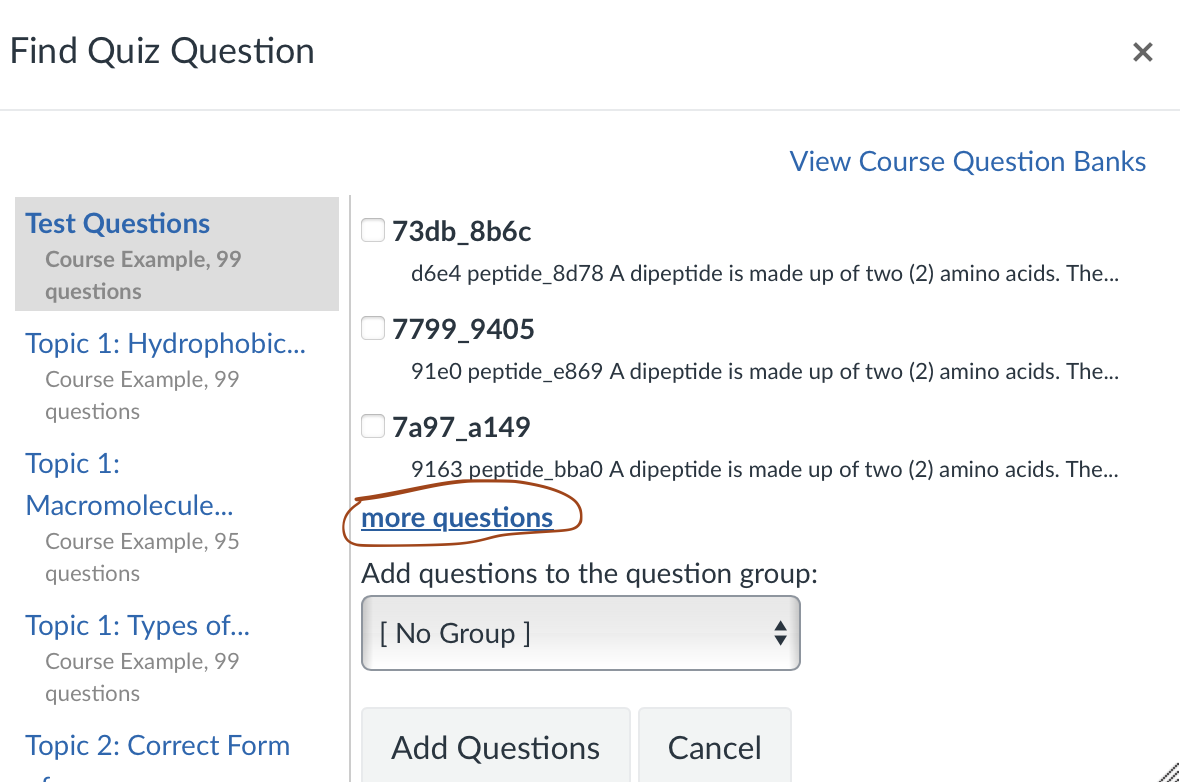 Find Quiz Question
×
View Course Question Banks
Test Questions
Course Example, 99
questions
Topic 1: Hydrophobic...
Course Example, 99
questions
Topic 1:
Macromolecule...
Course Example, 95
questions
Topic 1: Types of...
Course Example, 99
questions
Topic 2: Correct Form
73db_8b6c
d6e4 peptide_8d78 A dipeptide is made up of two (2) amino acids. The...
7799_9405
91e0 peptide_e869 A dipeptide is made up of two (2) amino acids. The...
7a97_a149
9163 peptide_bba0 A dipeptide is made up of two (2) amino acids. The...
more questions
Add questions to the question group:
[ No Group ]
Add Questions
Cancel